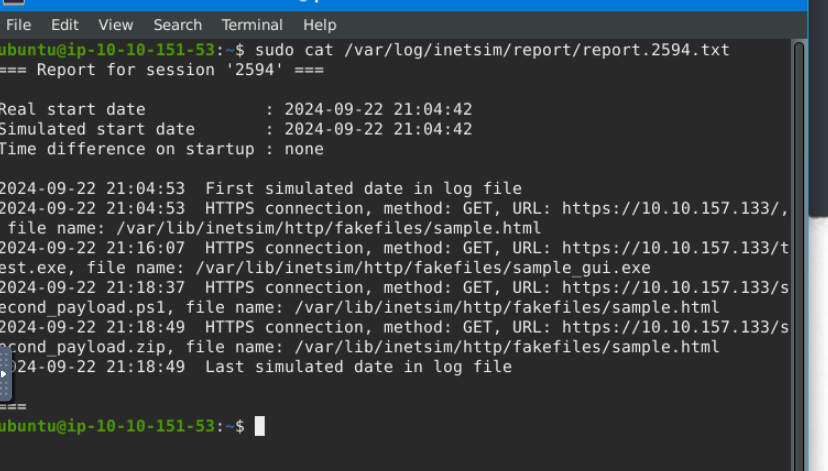 File Edit View Search Terminal Help
ubuntu@ip-10-10-151-53:~$ sudo cat /var/log/inetsim/report/report.2594.txt
=== Report for session '2594' ===
Real start date : 2024-09-22 21:04:42
Simulated start date : 2024-09-22 21:04:42
Time difference on startup : none
2024-09-22 21:04:53 First simulated date in log file
2024-09-22 21:04:53 HTTPS connection, method: GET, URL: https://10.10.157.133/,
file name: /var/lib/inetsim/http/fakefiles/sample.html
2024-09-22 21:16:07 HTTPS connection, method: GET, URL: https://10.10.157.133/t
est.exe, file name: /var/lib/inetsim/http/fakefiles/sample_gui.exe
2024-09-22 21:18:37 HTTPS connection, method: GET, URL: https://10.10.157.133/s
econd_payload.ps1, file name: /var/lib/inetsim/http/fakefiles/sample.html
2024-09-22 21:18:49 HTTPS connection, method: GET, URL: https://10.10.157.133/s
econd_payload.zip, file name: /var/lib/inetsim/http/fakefiles/sample.html
2024-09-22 21:18:49 Last simulated date in log file
===
ubuntu@ip-10-10-151-53:~$